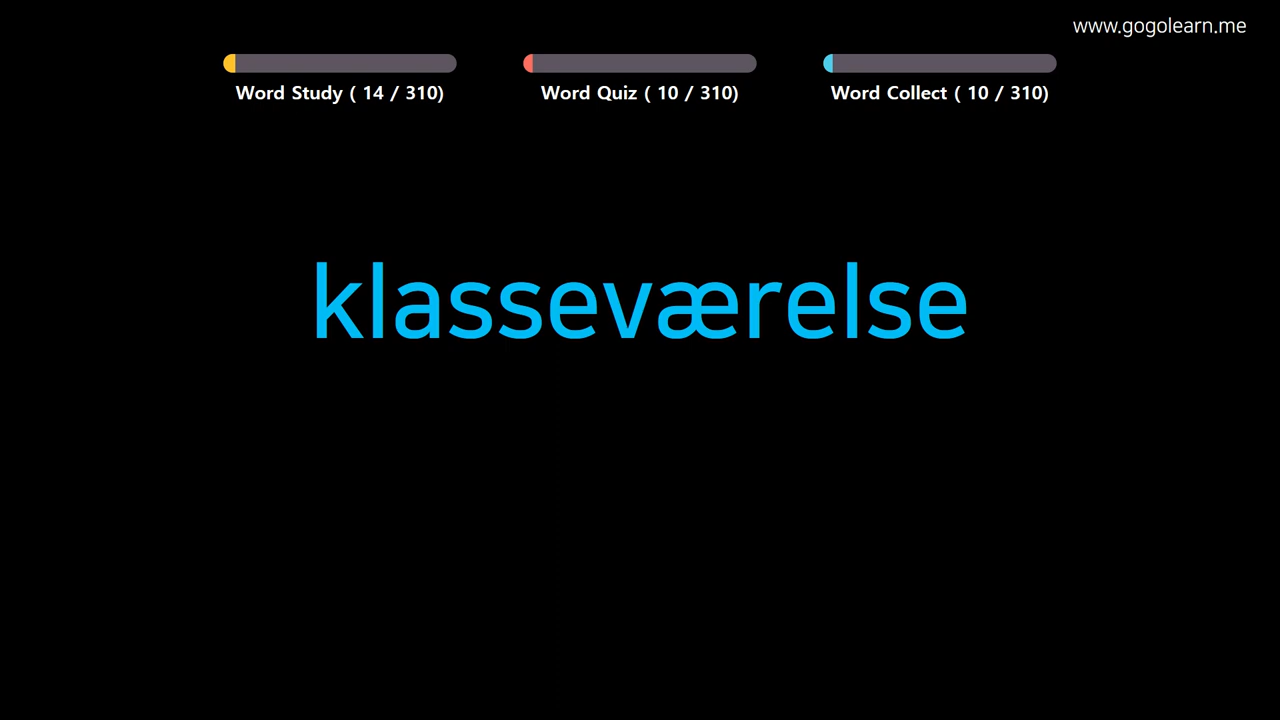 www.gogolearn.me
Word Study ( 14 / 310)
Word Quiz ( 10 / 310)
Word Collect ( 10 / 310)
klasseværelse